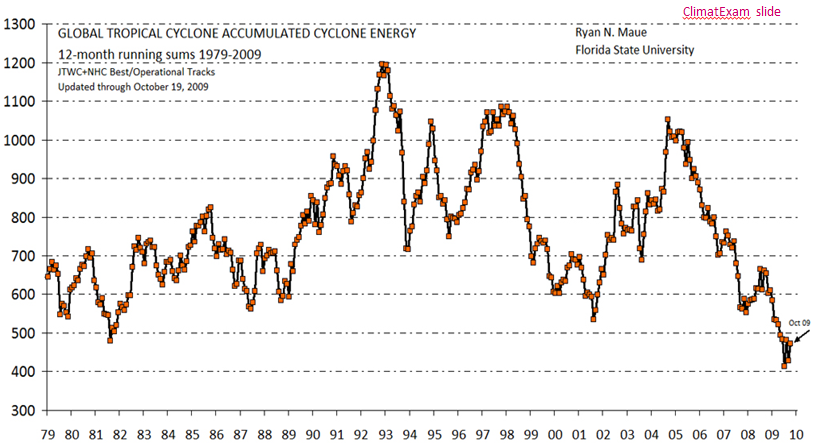 ClimatExam slide
GLOBAL TROPICAL CYCLONE ACCUMULATED CYCLONE ENERGY
12-month running sums 1979-2009
JTWC+NHC Best/Operational Tracks
Updated through October 19, 2009
Ryan N. Maue
Florida State University
1300
1200
1100
1000
900
800
700
600
500
400
300
Oct 09
79 80 81 82 83 84 85 86 87 88 89 90 91 92 93 94 95 96 97 98 99 00 01 02 03 04 05 06 07 08 09 10